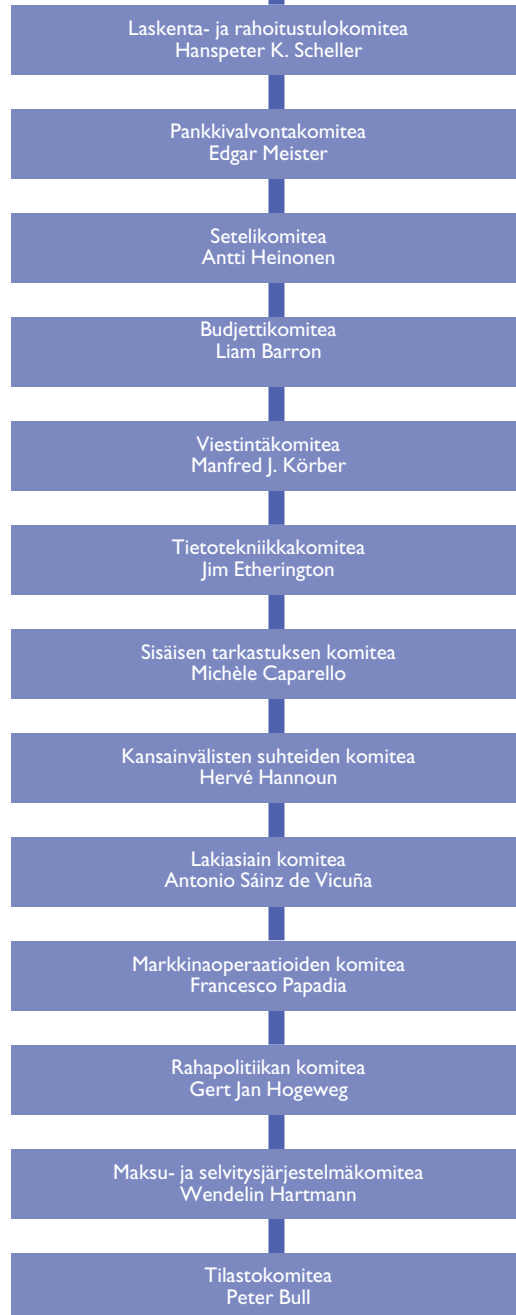 Laskenta- ja rahoitustulokomitea
Hanspeter K. Scheller
Pankkivalvontakomitea
Edgar Meister
Setelikomitea
Antti Heinonen
Budjettikomitea
Liam Barron
Viestintäkomitea
Manfred J. Körber
Tietotekniikkakomitea
Jim Etherington
Sisäisen tarkastuksen komitea
Michèle Caparello
Kansainvälisten suhteiden komitea
Hervé Hannoun
Lakiasiain komitea
Antonio Sáinz de Vicuña
Markkinaoperaatioiden komitea
Francesco Papadia
Rahapolitiikan komitea
Gert Jan Hogeweg
Maksu- ja selvitysjärjestelmäkomitea
Wendelin Hartmann
Tilastokomitea
Peter Bull